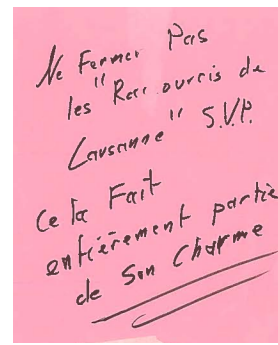 Ne Fermer Pas
les "Raccourcis de
Lausanne" S.V.P.
Cela Fait
entièrement partie
de Son Charme